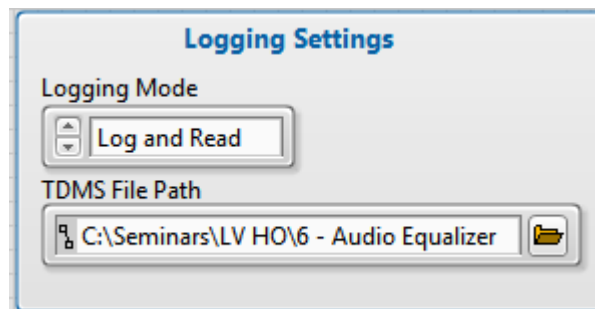 Logging Settings
Logging Mode
Log and Read
TDMS File Path
C:\Seminars\LV HO\6 - Audio Equalizer